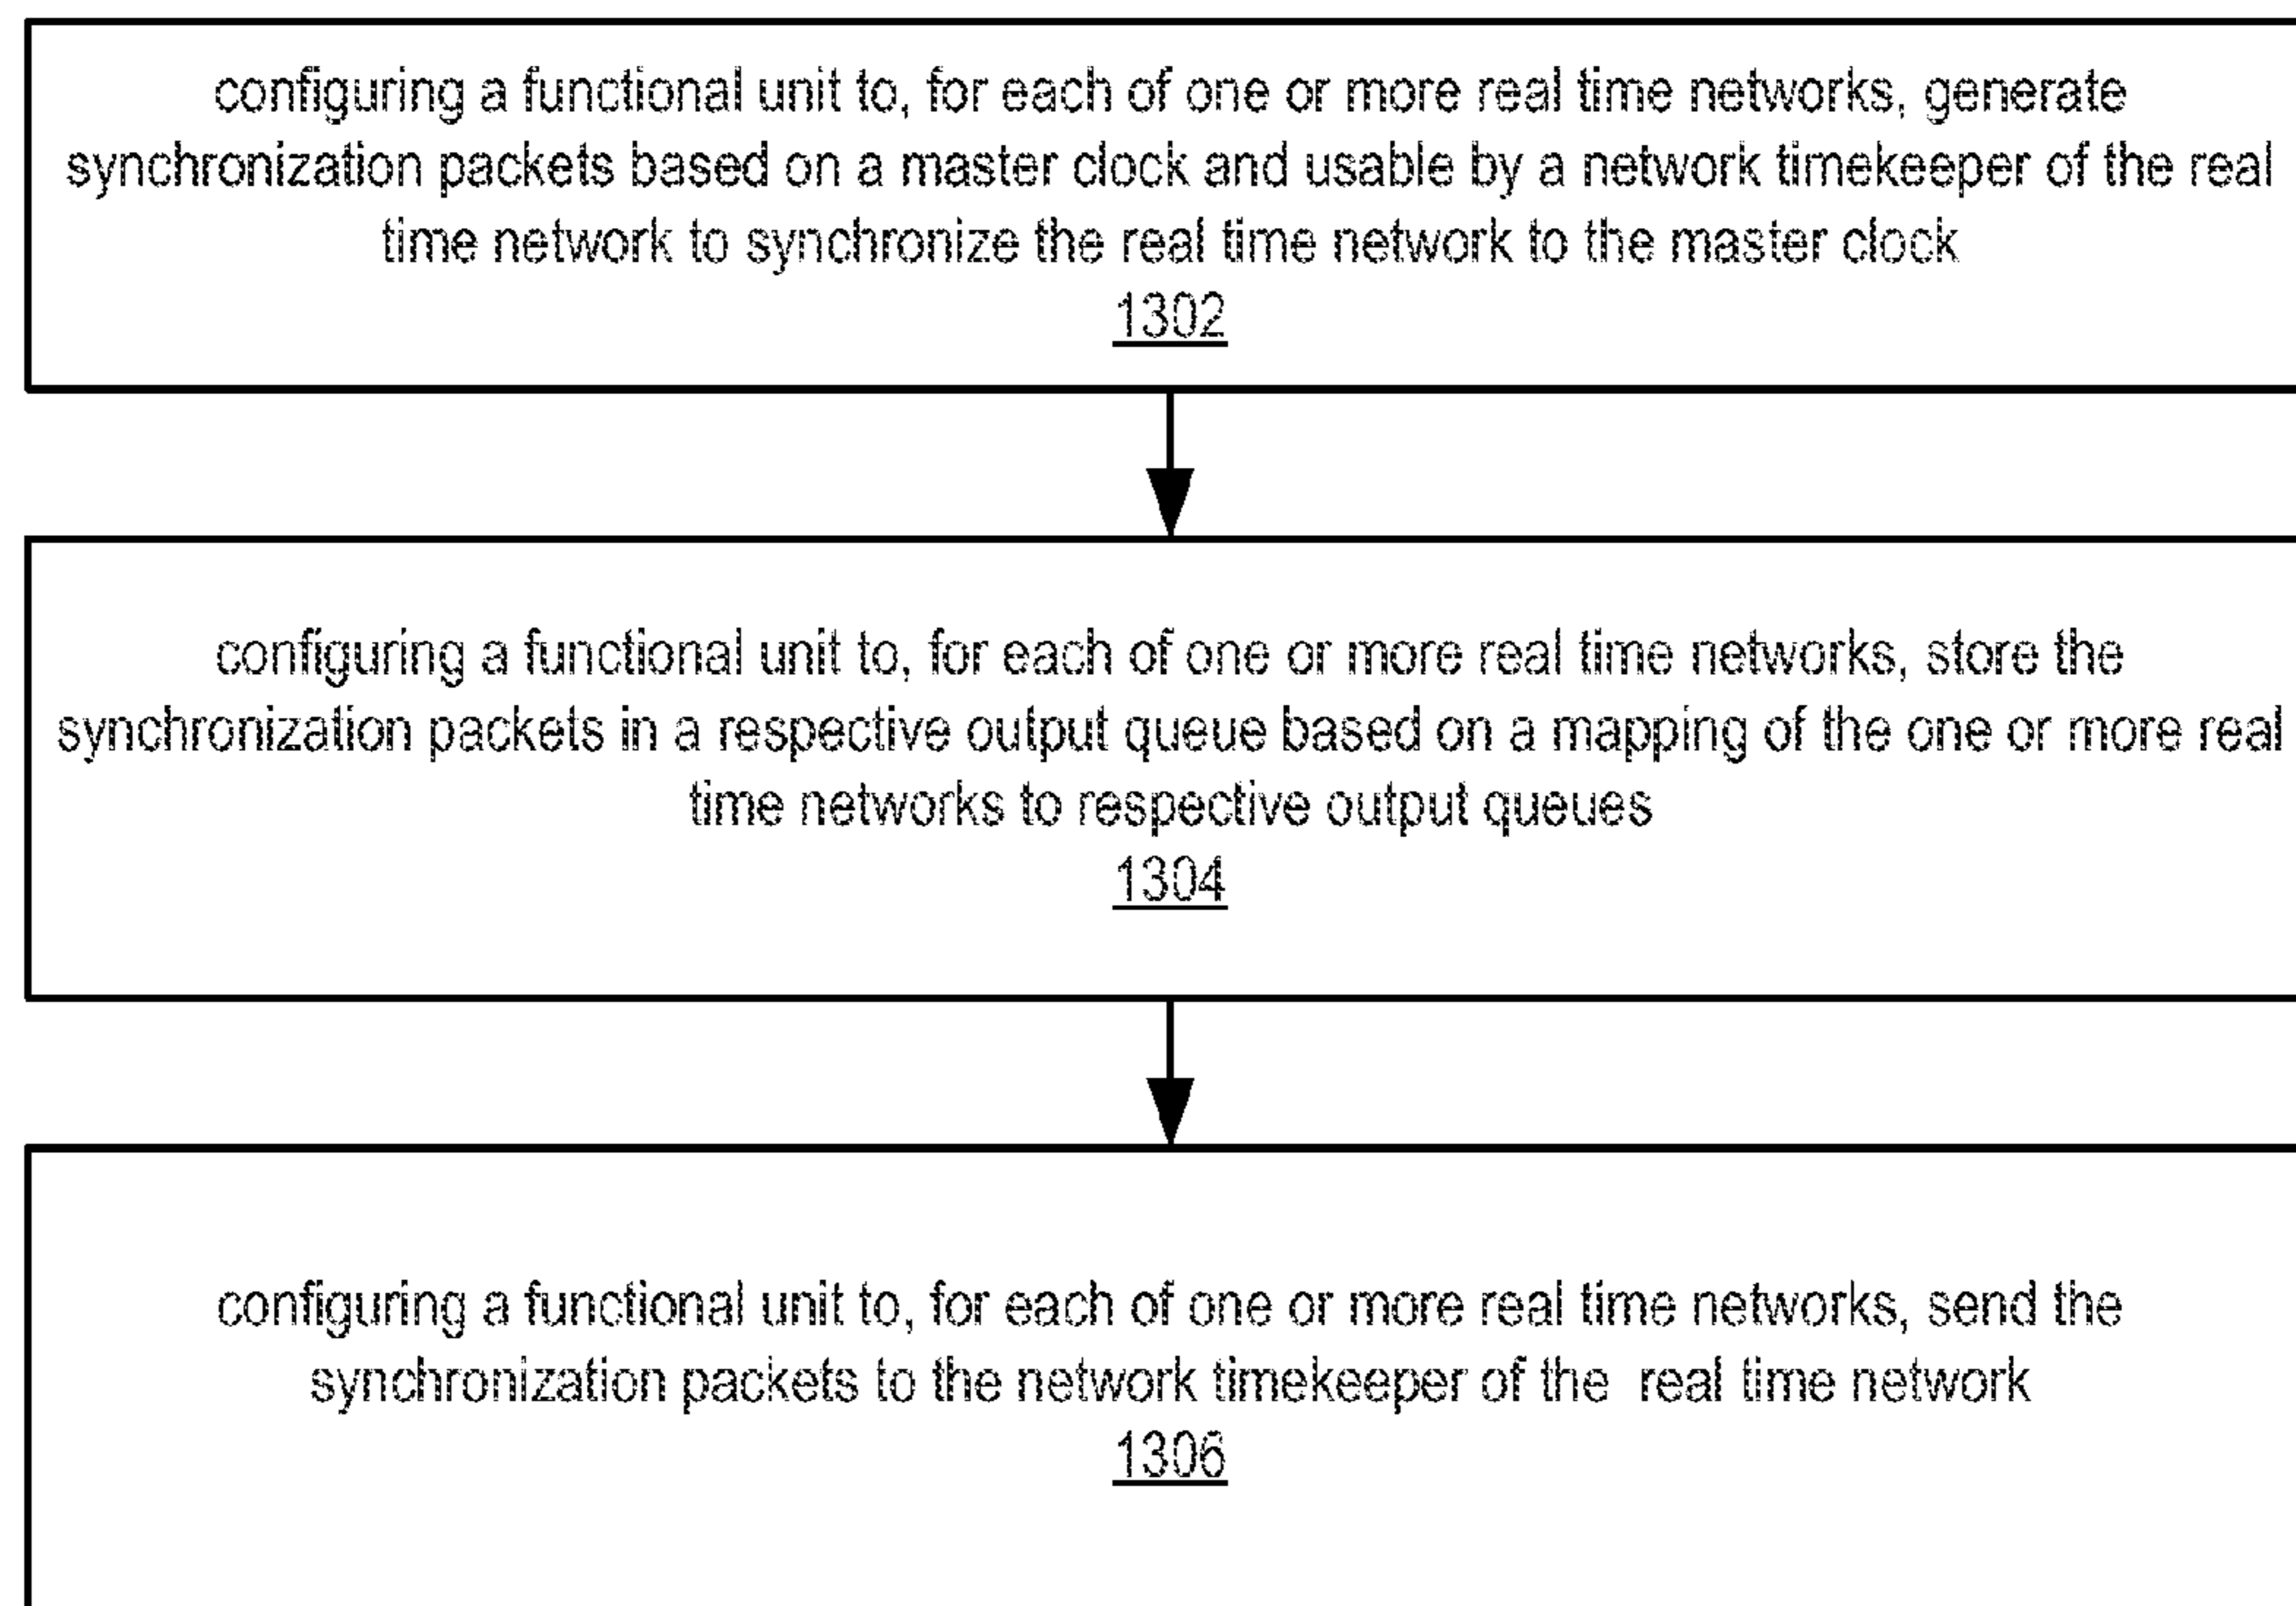 configuring a functional unit to, for each of one or more real time networks, generate
synchronization packets based on a master clock and usable by a network timekeeper of the real
time network to synchronize the real time network to the master clock
1302
configuring a functional unit to, for each of one or more real time networks, store the
synchronization packets in a respective output queue based on a mapping of the one or more real
time networks to respective output queues
1304
configuring a functional unit to, for each of one or more real time networks, send the
synchronization packets to the network timekeeper of the real time network
1306